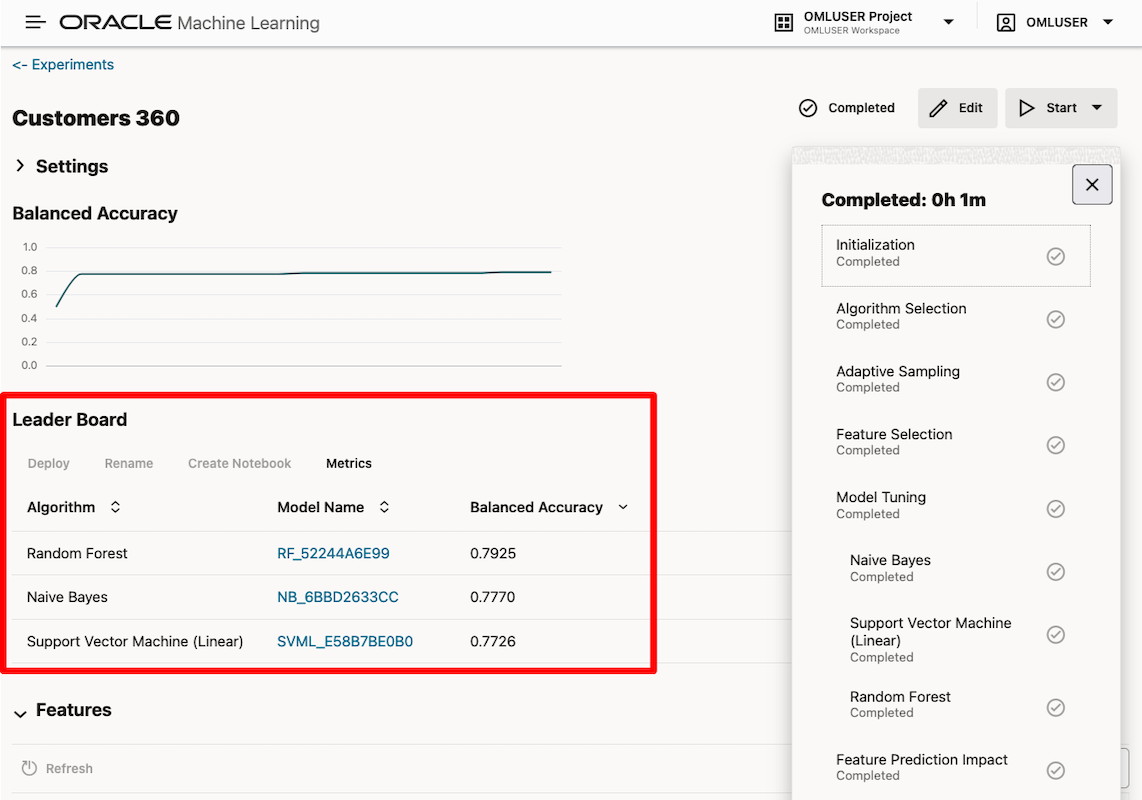 ORACLE Machine Learning
OMLUSER Project
OMLUSER Workspace
OMLUSER
<- Experiments
Customers 360
Completed
Edit
Start
Settings
Balanced Accuracy
1.0
0.8
0.6
0.4
0.2
0.0
Leader Board
Deploy Rename Create Notebook Metrics
Algorithm Model Name Balanced Accuracy
Random Forest RF_52244A6E99 0.7925
Naive Bayes NB_6BBD2633CC 0.7770
Support Vector Machine (Linear) SVML_E58B7BE0B0 0.7726
Features
Refresh
Completed: 0h 1m
Initialization
Completed
Algorithm Selection
Completed
Adaptive Sampling
Completed
Feature Selection
Completed
Model Tuning
Completed
Naive Bayes
Completed
Support Vector Machine
(Linear)
Completed
Random Forest
Completed
Feature Prediction Impact
Completed